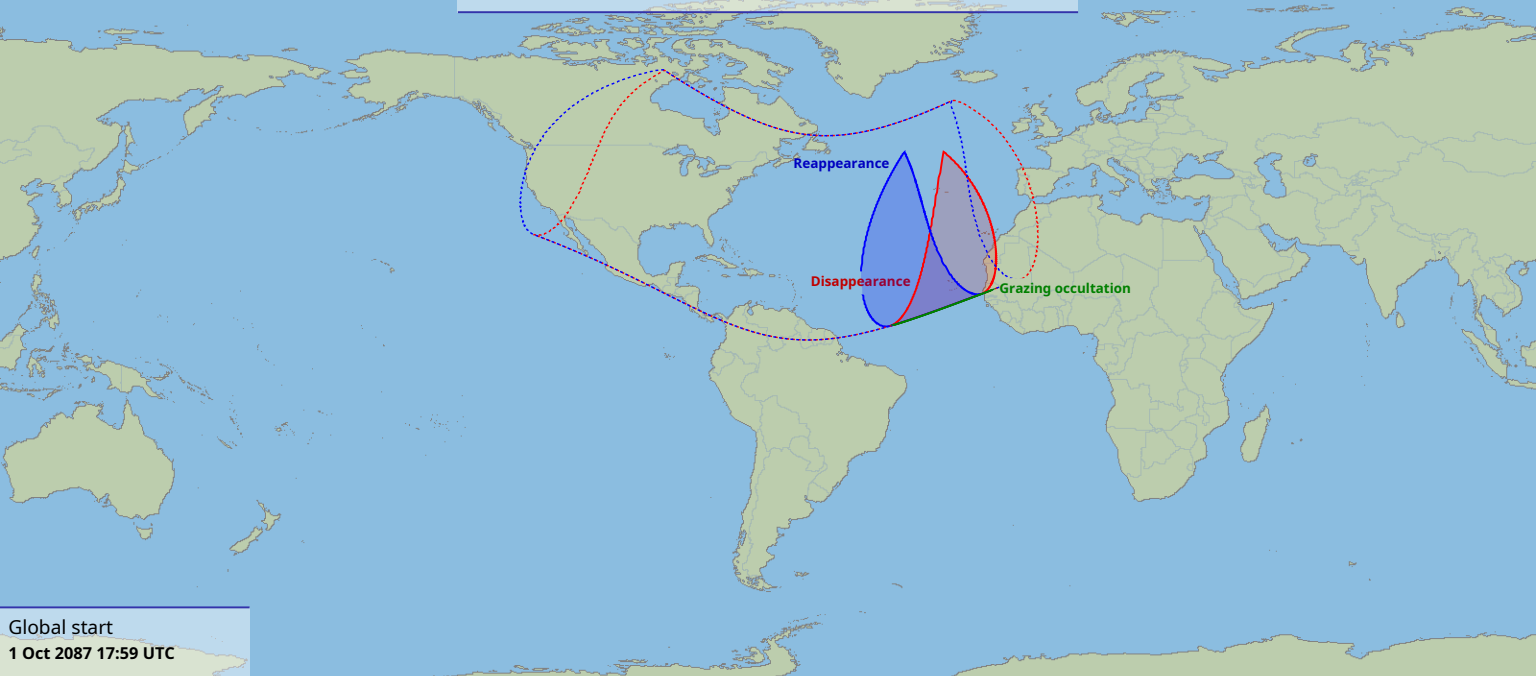 Reappearance
Disappearance
Grazing occultation
Global start
1 Oct 2087 17:59 UTC